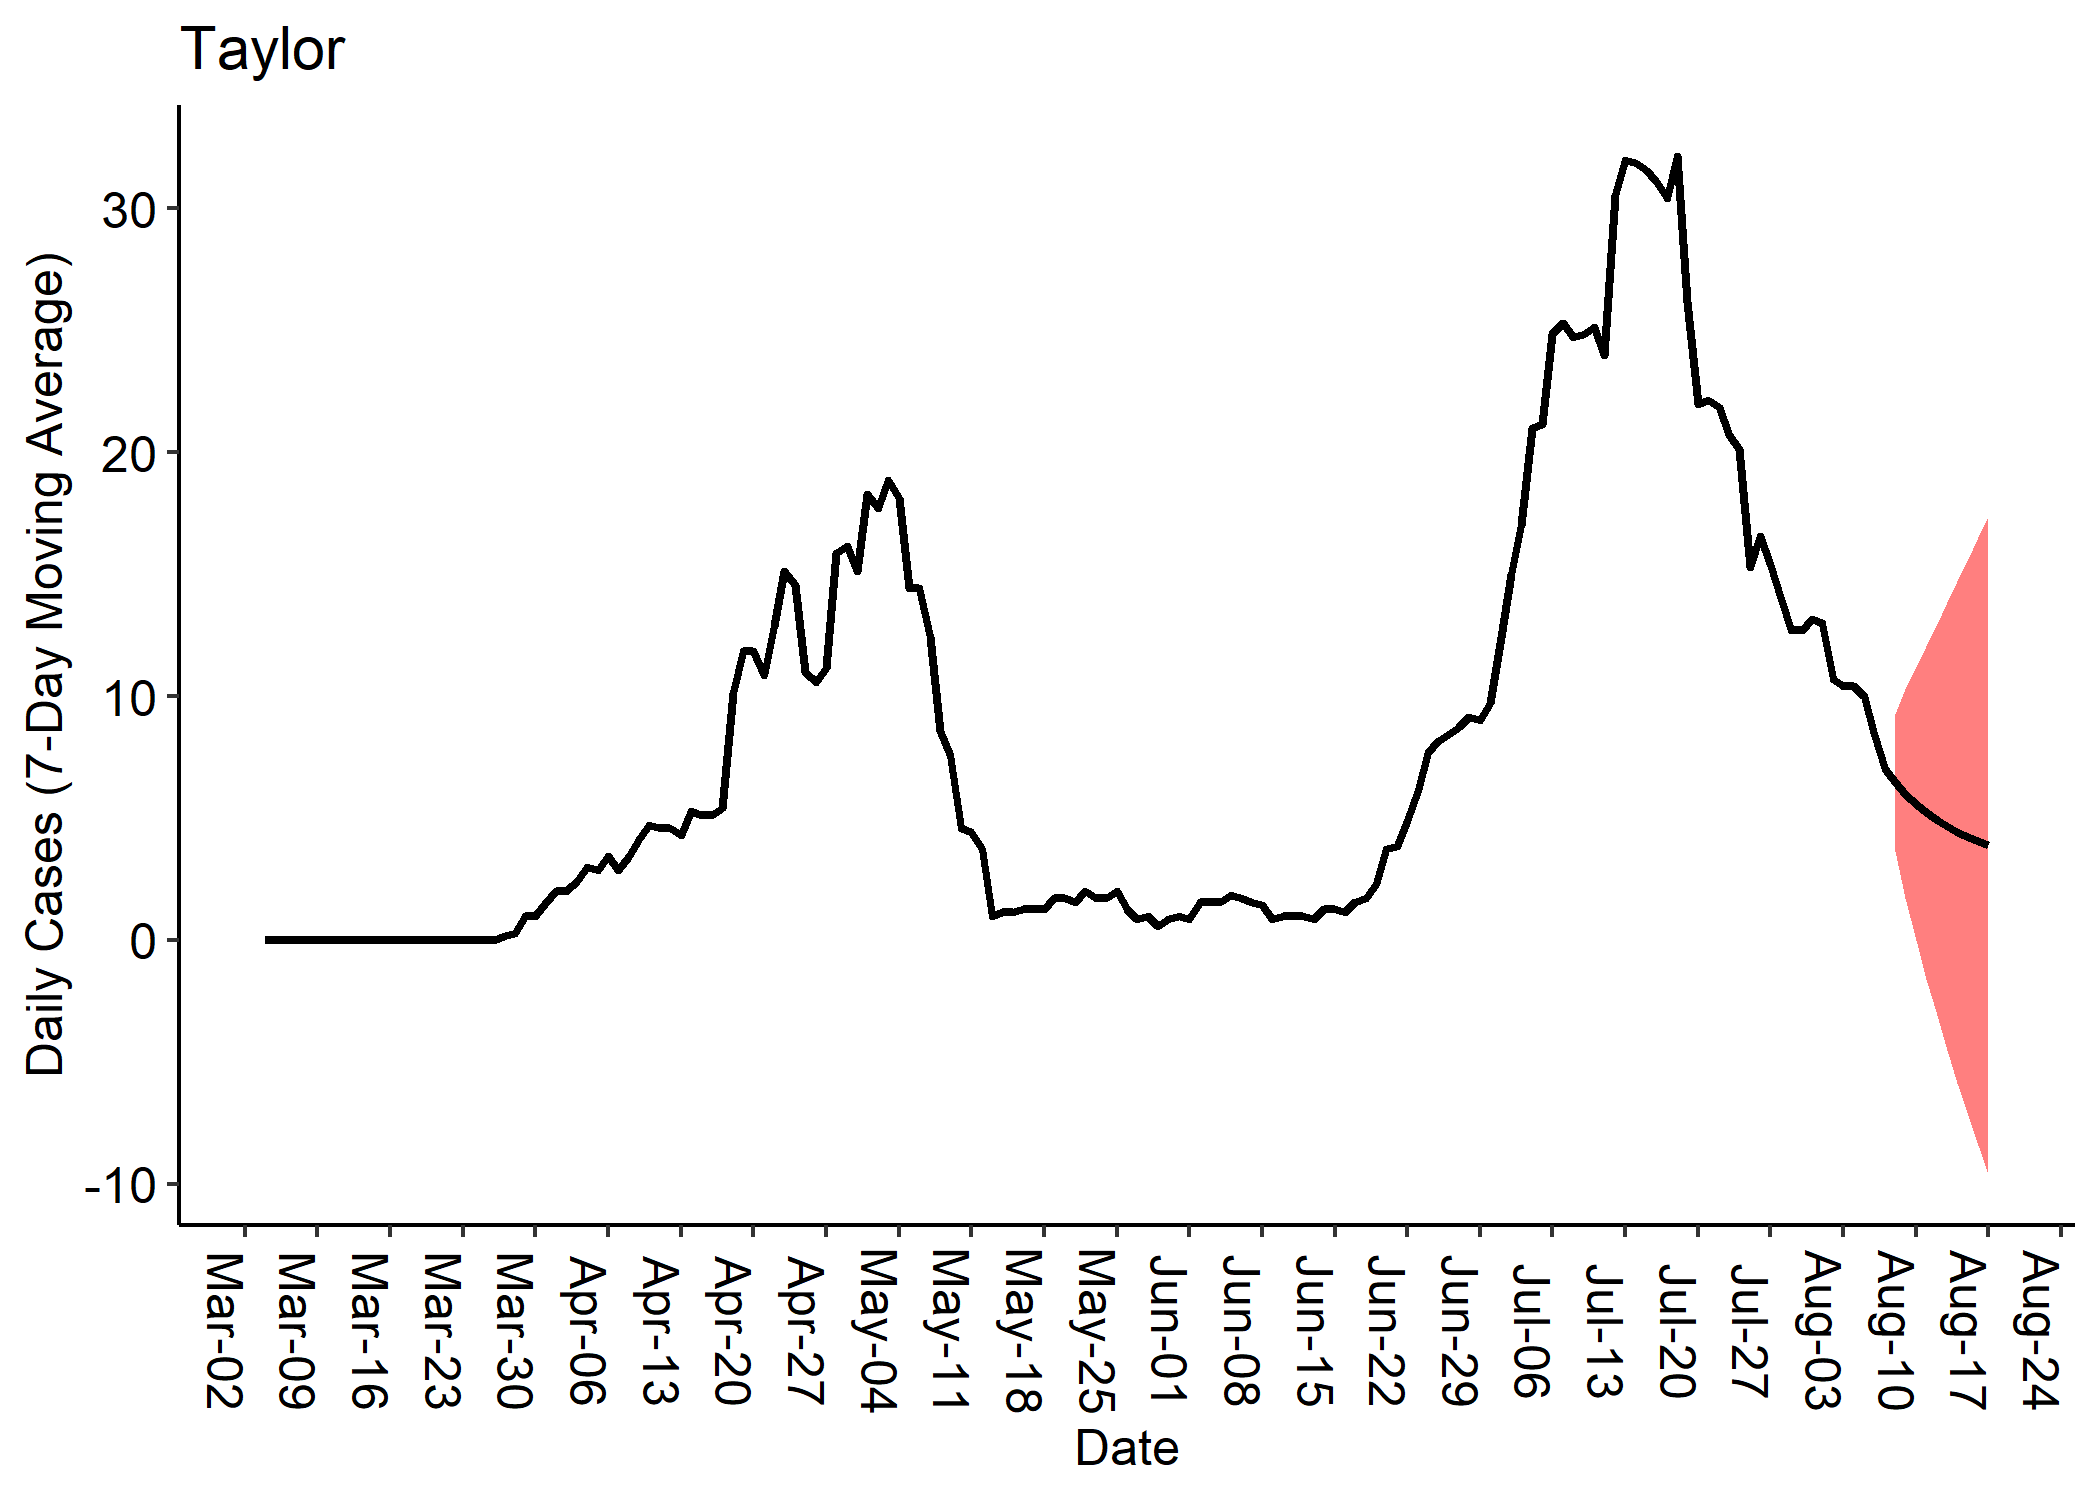 Taylor
Daily Cases (7-Day Moving Average)
30
20
10
0
-10
Mar-02
Mar-09
Mar-16
Mar-23
Mar-30
Apr-06
Apr-13
Apr-20
Apr-27
May-04
May-11
May-18
May-25
Jun-01
Jun-08
Jun-15
Jun-22
Jun-29
Jul-06
Jul-13
Jul-20
Jul-27
Aug-03
Aug-10
Aug-17
Aug-24
Date